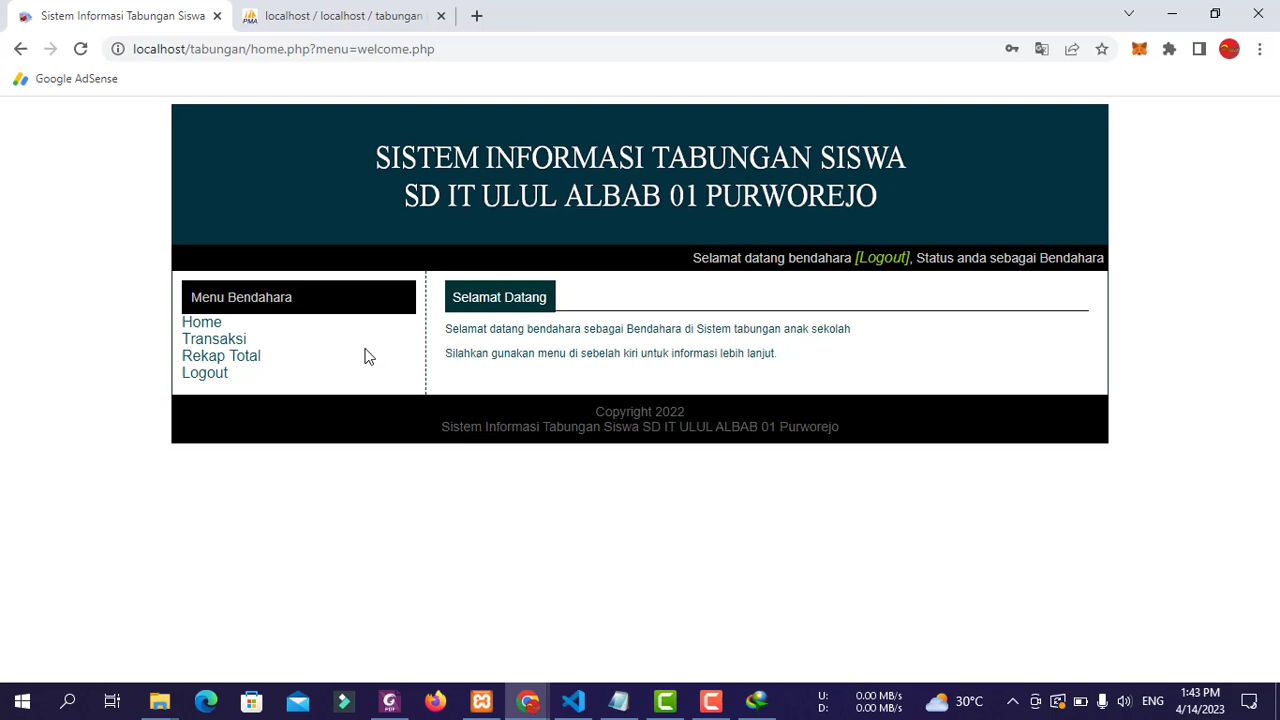 Sistem Informasi Tabungan Siswa
localhost / localhost / tabungan
localhost/tabungan/home.php?menu=welcome.php
Google AdSense
SISTEM INFORMASI TABUNGAN SISWA
SD IT ULUL ALBAB 01 PURWOREJO
Selamat datang bendahara [Logout], Status anda sebagai Bendahara
Menu Bendahara
Home
Transaksi
Rekap Total
Logout
Selamat Datang
Selamat datang bendahara sebagai Bendahara di Sistem tabungan anak sekolah
Silahkan gunakan menu di sebelah kiri untuk informasi lebih lanjut.
Copyright 2022
Sistem Informasi Tabungan Siswa SD IT ULUL ALBAB 01 Purworejo
U: 0.00 MB/s
D: 0.00 MB/s
30°C
ENG
1:43 PM
4/14/2023